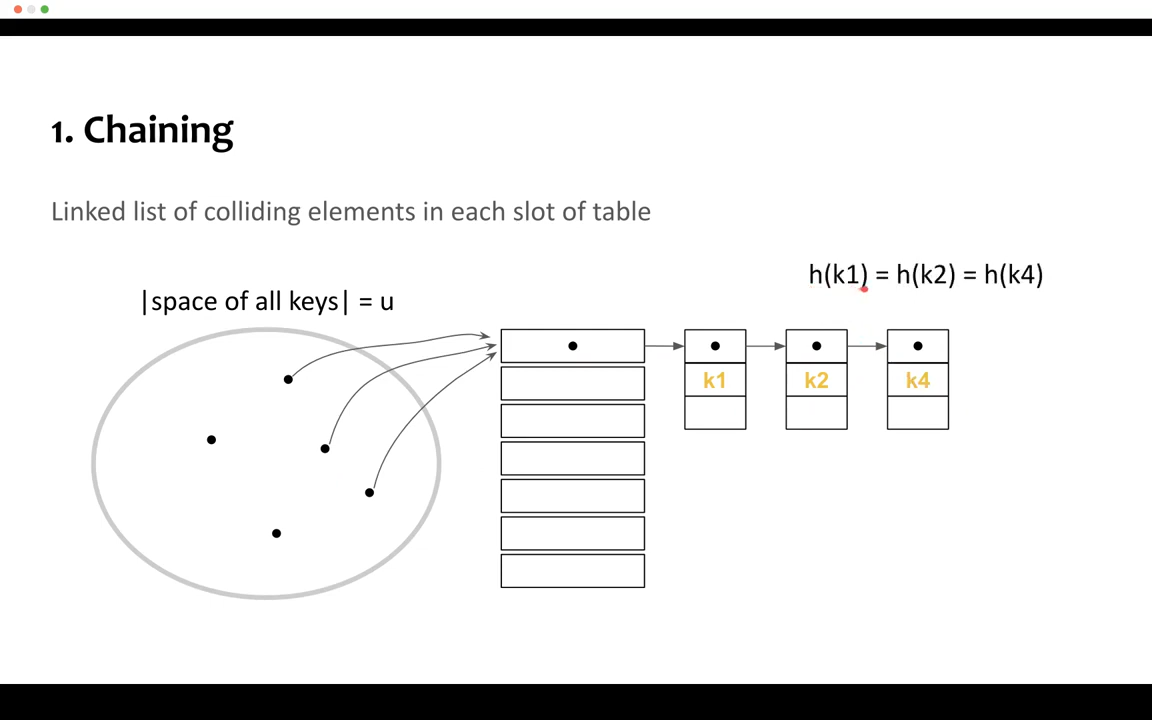 1. Chaining
Linked list of colliding elements in each slot of table
h(k1) = h(k2) = h(k4)
|space of all keys| = u
k1
k2
k4